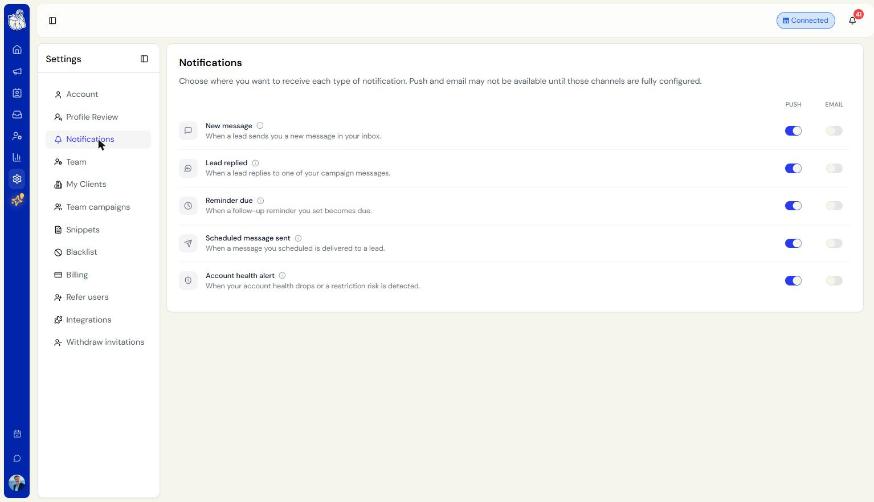 Connected
41
Settings
Account
Profile Review
Notifications
Team
My Clients
Team campaigns
Snippets
Blacklist
Billing
Refer users
Integrations
Withdraw invitations
Notifications
Choose where you want to receive each type of notification. Push and email may not be available until those channels are fully configured.
PUSH EMAIL
New message
When a lead sends you a new message in your inbox.
Lead replied
When a lead replies to one of your campaign messages.
Reminder due
When a follow-up reminder you set becomes due.
Scheduled message sent
When a message you scheduled is delivered to a lead.
Account health alert
When your account health drops or a restriction risk is detected.